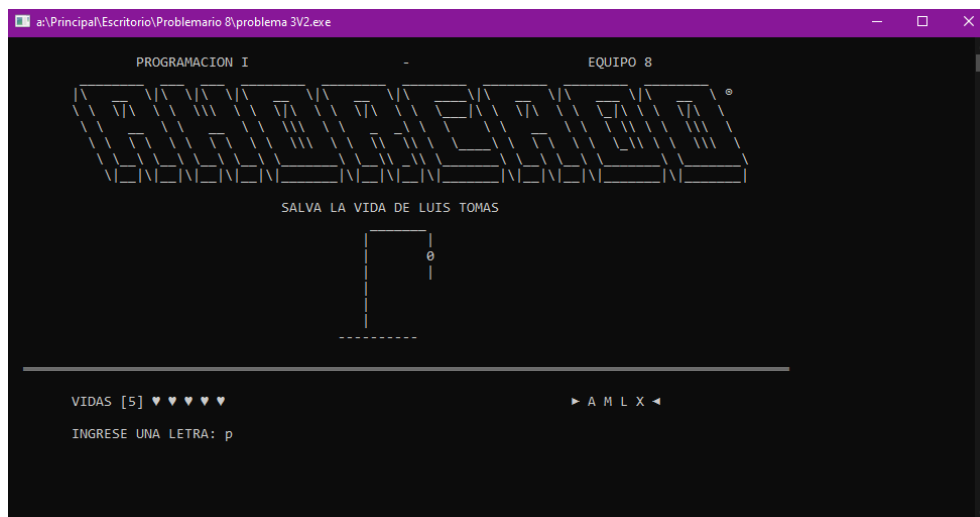 a:\Principal\Escritorio\Problemario 8\problema 3V2.exe
PROGRAMACION I - EQUIPO 8
AHORCADO
SALVA LA VIDA DE LUIS TOMAS
VIDAS [5] ♥ ♥ ♥ ♥ ♥ ► A M L X ◄
INGRESE UNA LETRA: p